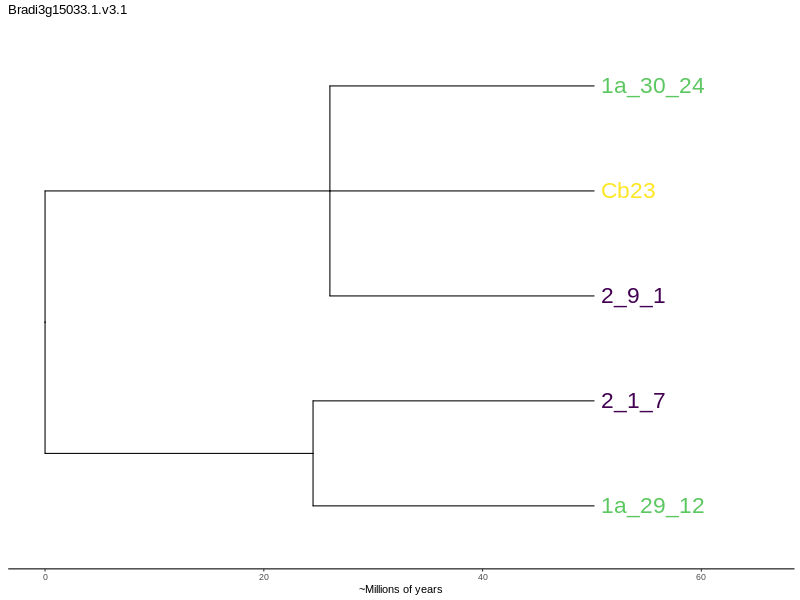 Bradi3g15033.1.v3.1
1a_30_24
Cb23
2_9_1
2_1_7
1a_29_12
0 20 40 60
~Millions of years